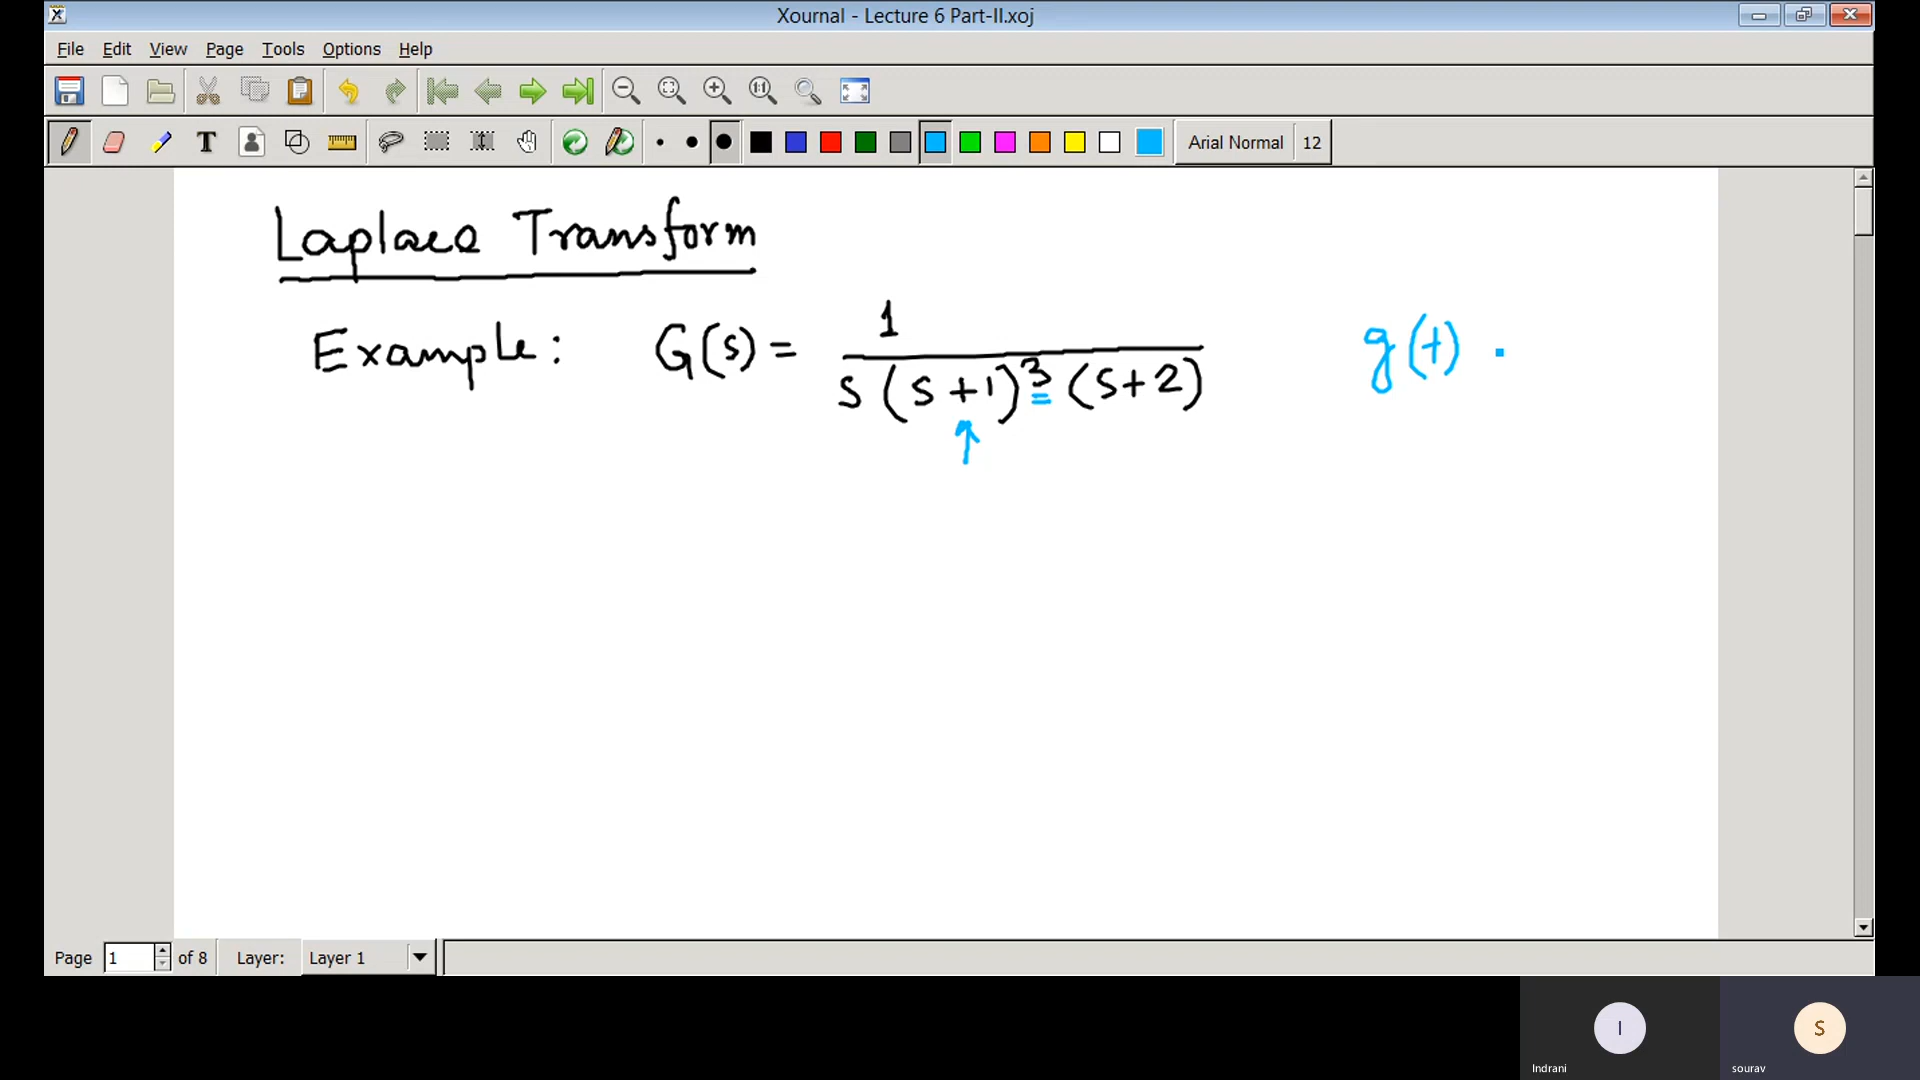 Xournal - Lecture 6 Part-II.xoj
File Edit View Page Tools Options Help
Arial Normal 12
Laplace Transform
Example: G(s) = 1 / s(s+1)^3(s+2) g(t)
Page 1 of 8 Layer: Layer 1
I S
Indrani sourav